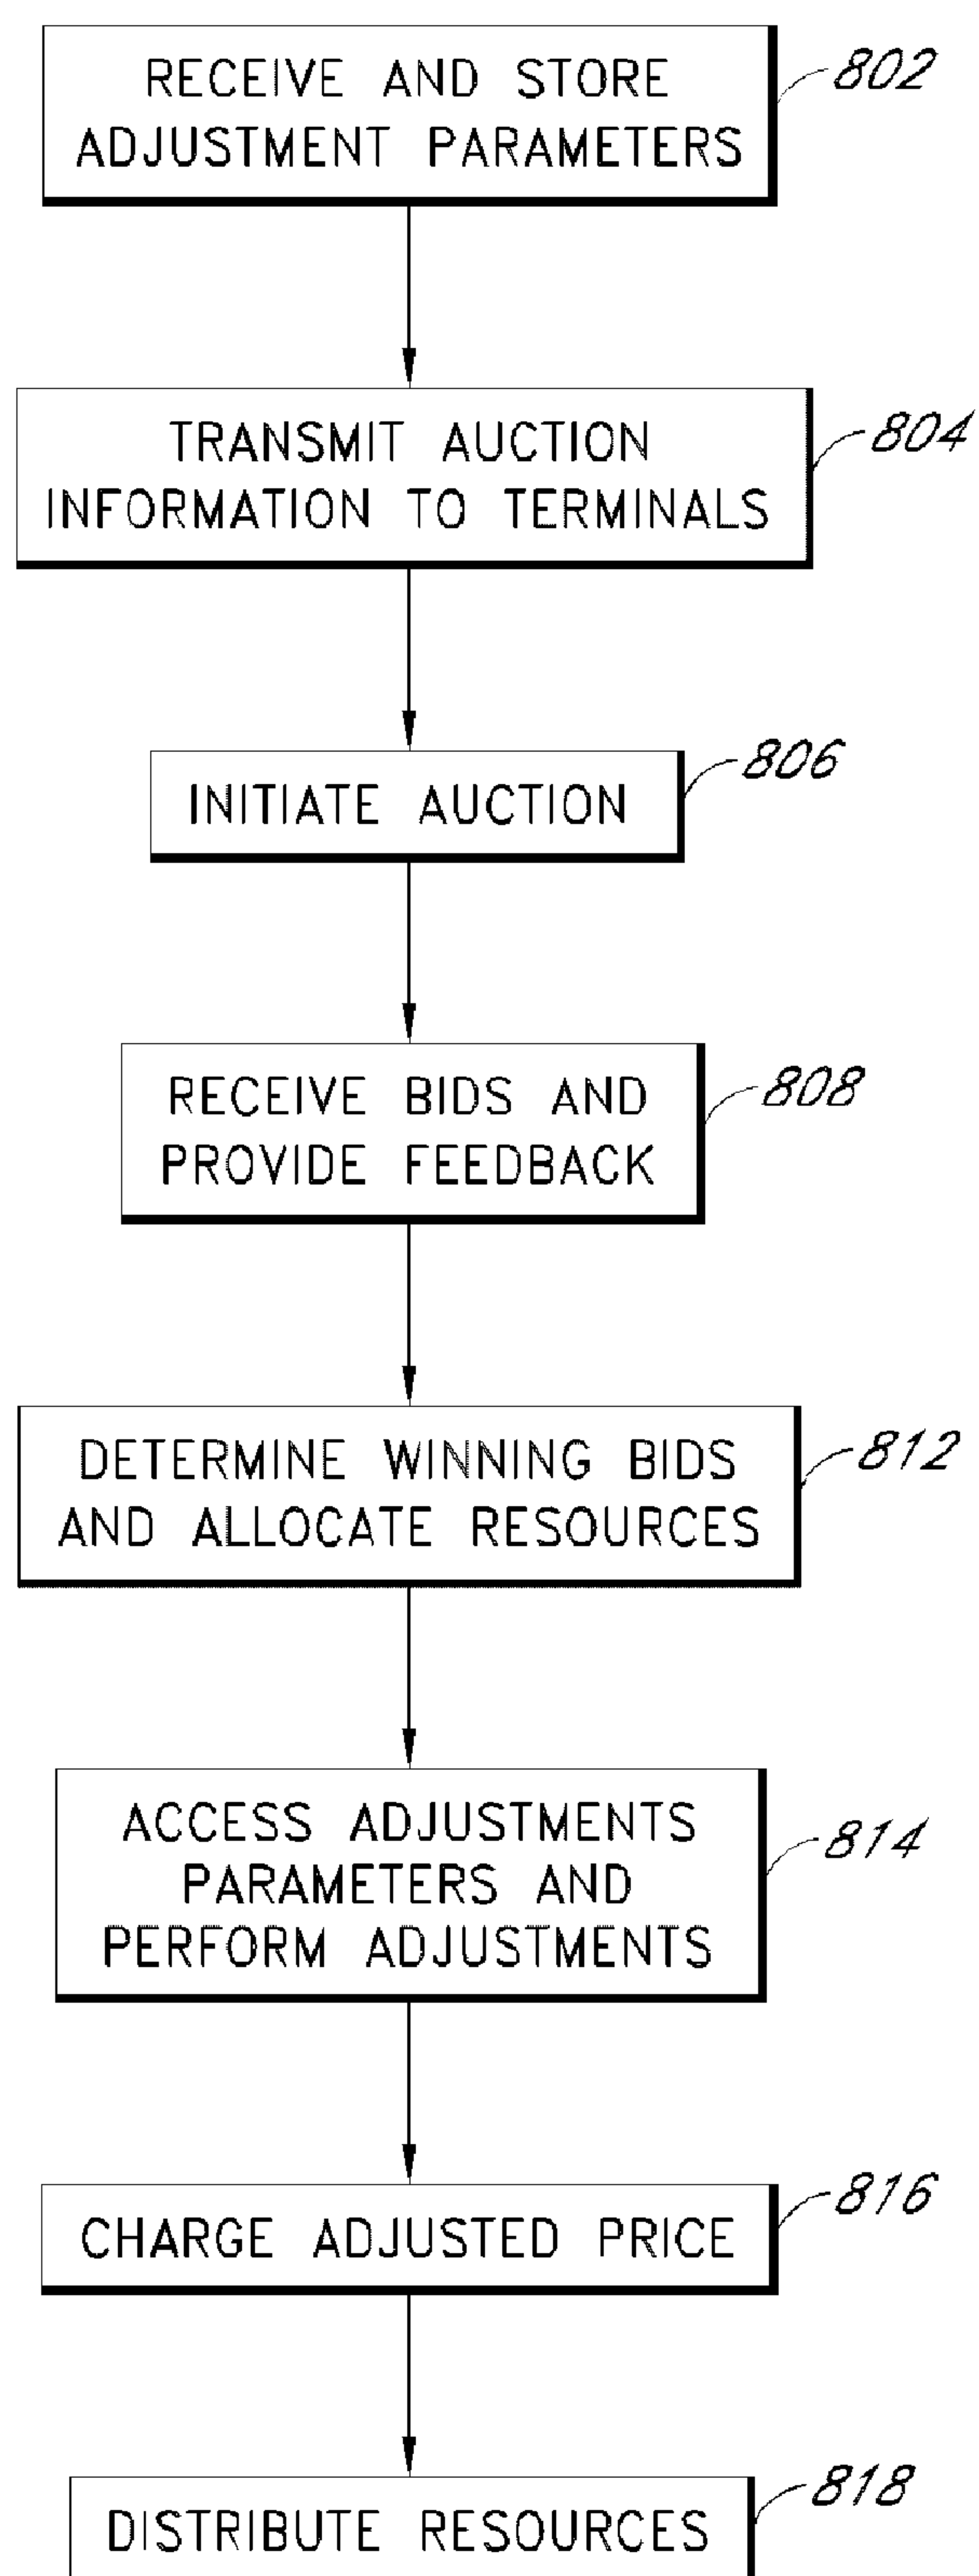 RECEIVE AND STORE
ADJUSTMENT PARAMETERS
802
TRANSMIT AUCTION
INFORMATION TO TERMINALS
804
INITIATE AUCTION
806
RECEIVE BIDS AND
PROVIDE FEEDBACK
808
DETERMINE WINNING BIDS
AND ALLOCATE RESOURCES
812
ACCESS ADJUSTMENTS
PARAMETERS AND
PERFORM ADJUSTMENTS
814
CHARGE ADJUSTED PRICE
816
DISTRIBUTE RESOURCES
818